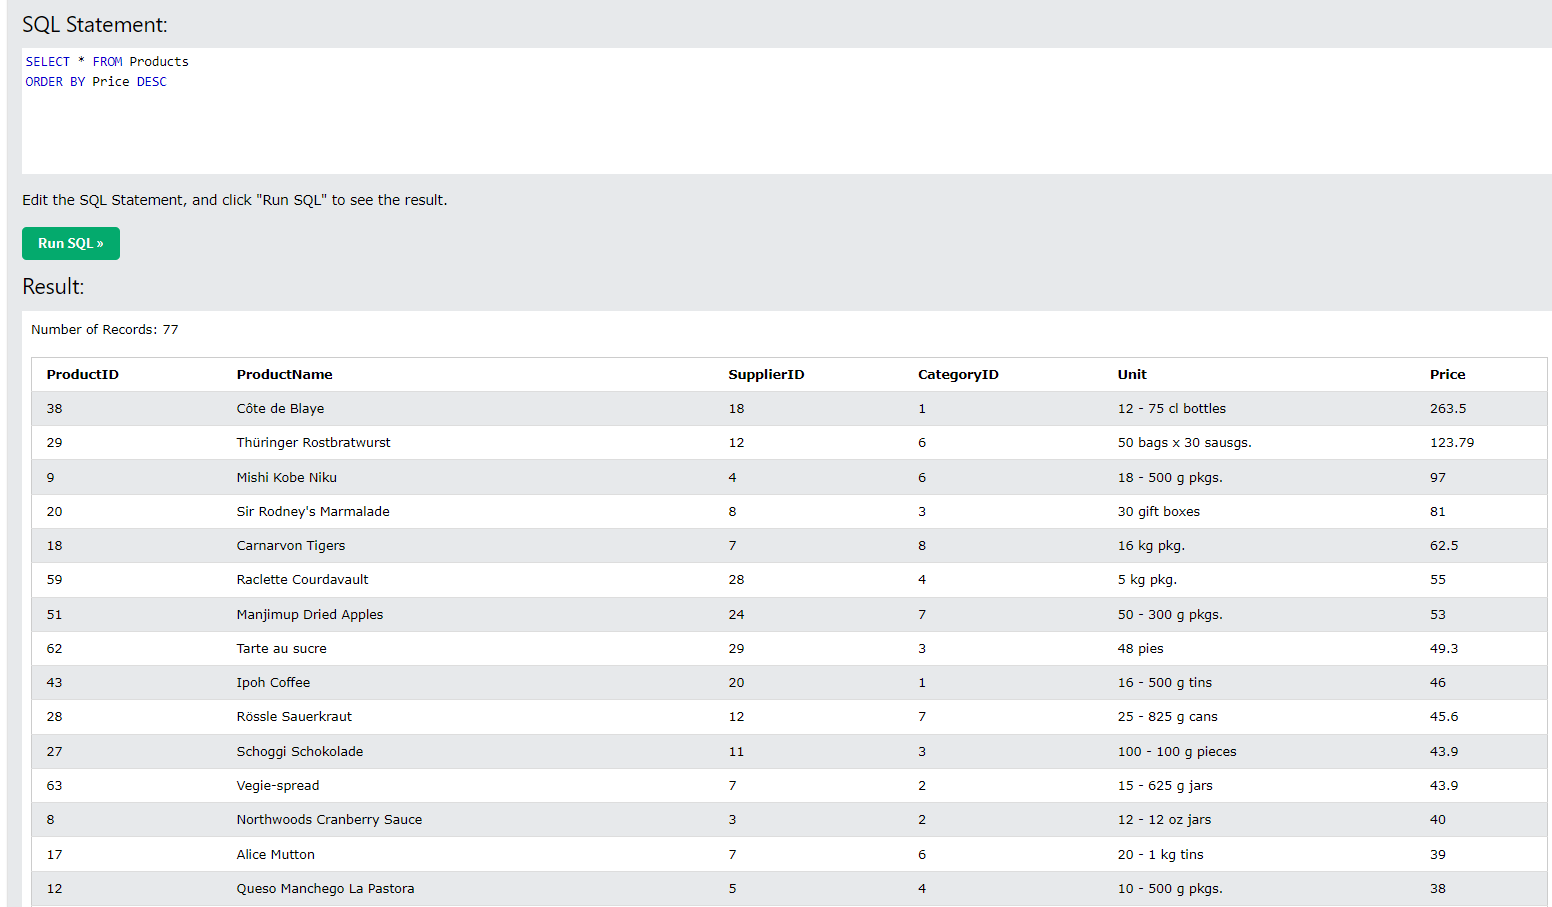 SQL Statement:
SELECT * FROM Products
ORDER BY Price DESC
Edit the SQL Statement, and click "Run SQL" to see the result.
Run SQL »
Result:
Number of Records: 77
ProductID ProductName SupplierID CategoryID Unit Price
38 Côte de Blaye 18 1 12 - 75 cl bottles 263.5
29 Thüringer Rostbratwurst 12 6 50 bags x 30 sausgs. 123.79
9 Mishi Kobe Niku 4 6 18 - 500 g pkgs. 97
20 Sir Rodney's Marmalade 8 3 30 gift boxes 81
18 Carnarvon Tigers 7 8 16 kg pkg. 62.5
59 Raclette Courdavault 28 4 5 kg pkg. 55
51 Manjimup Dried Apples 24 7 50 - 300 g pkgs. 53
62 Tarte au sucre 29 3 48 pies 49.3
43 Ipoh Coffee 20 1 16 - 500 g tins 46
28 Rössle Sauerkraut 12 7 25 - 825 g cans 45.6
27 Schoggi Schokolade 11 3 100 - 100 g pieces 43.9
63 Vegie-spread 7 2 15 - 625 g jars 43.9
8 Northwoods Cranberry Sauce 3 2 12 - 12 oz jars 40
17 Alice Mutton 7 6 20 - 1 kg tins 39
12 Queso Manchego La Pastora 5 4 10 - 500 g pkgs. 38